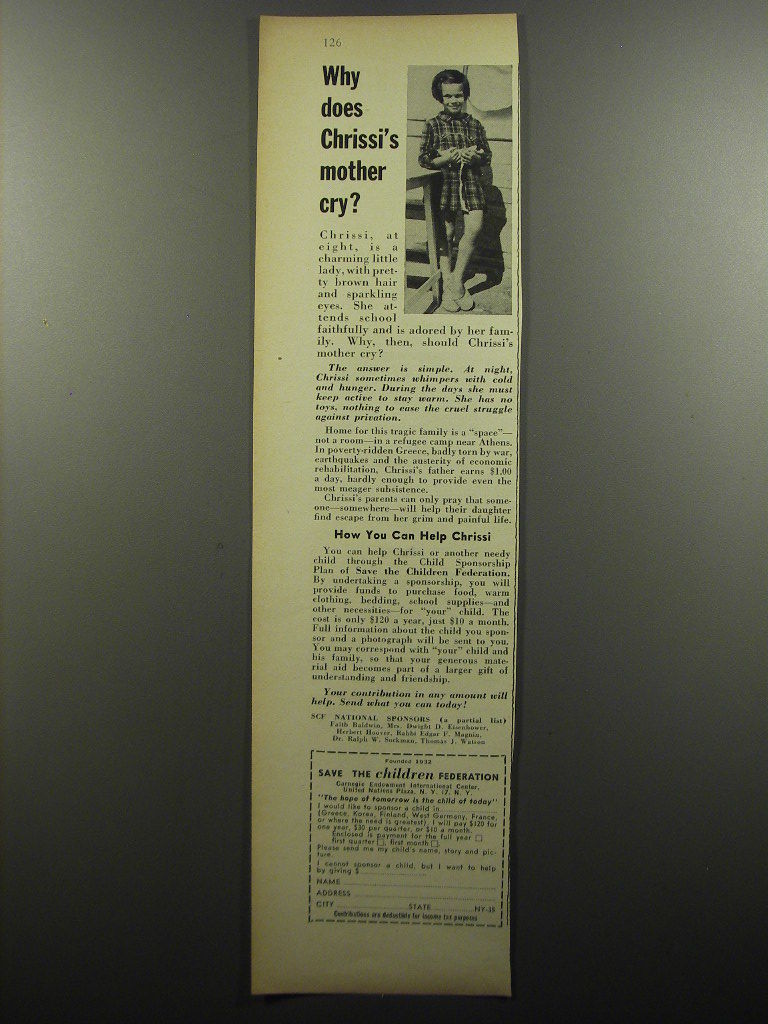 126
Why
does
Chrissi's
mother
cry?
Chrissi, at
eight, is a
charming little
lady, with pret-
ty brown hair
and sparkling
eyes. She at-
tends school
faithfully and is adored by her fam-
ily. Why, then, should Chrissi's
mother cry?
The answer is simple. At night,
Chrissi sometimes whimpers with cold
and hunger. During the days she must
keep active to stay warm. She has no
toys, nothing to ease the cruel struggle
against privation.
Home for this tragic family is a "space"—
not a room—in a refugee camp near Athens.
In poverty-ridden Greece, badly torn by war,
earthquakes and the austerity of economic
rehabilitation, Chrissi's father earns $1.00
a day, hardly enough to provide even the
most meager subsistence.
Chrissi's parents can only pray that some-
one—somewhere—will help their daughter
find escape from her grim and painful life.
How You Can Help Chrissi
You can help Chrissi or another needy
child through the Child Sponsorship
Plan of Save the Children Federation.
By undertaking a sponsorship, you will
provide funds to purchase food, warm
clothing, bedding, school supplies—and
other necessities—for "your" child. The
cost is only $120 a year, just $10 a month.
Full information about the child you spon-
sor and a photograph will be sent to you.
You may correspond with "your" child and
his family, so that your generous mate-
rial aid becomes part of a larger gift of
understanding and friendship.
Your contribution in any amount will
help. Send what you can today!
SCF NATIONAL SPONSORS (a partial list)
Faith Baldwin, Mrs. Dwight D. Eisenhower,
Herbert Hoover, Rabbi Edgar F. Magnin,
Dr. Ralph W. Sockman, Thomas J. Watson
Founded 1932
SAVE THE children FEDERATION
Carnegie Endowment International Center,
United Nations Plaza, N. Y. 17, N. Y.
"The hope of tomorrow is the child of today"
I would like to sponsor a child in
(Greece, Korea, Finland, West Germany, France,
or where the need is greatest). I will pay $120 for
one year, $30 per quarter, or $10 a month.
Enclosed is payment for the full year
first quarter, first month.
Please send me my child's name, story and pic-
ture.
I cannot sponsor a child, but I want to help
by giving $
NAME
ADDRESS
CITY STATE NY-35
Contributions are deductible for income tax purposes